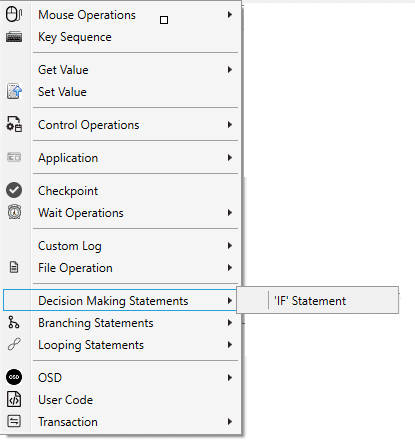 Mouse Operations
Key Sequence
Get Value
Set Value
Control Operations
Application
Checkpoint
Wait Operations
Custom Log
File Operation
Decision Making Statements
'IF' Statement
Branching Statements
Looping Statements
OSD OSD
User Code
Transaction